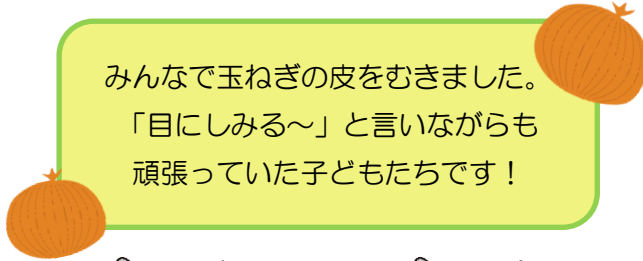 みんなで玉ねぎの皮をむきました。
「目にしみる～」と言いながらも
頑張っていた子どもたちです！